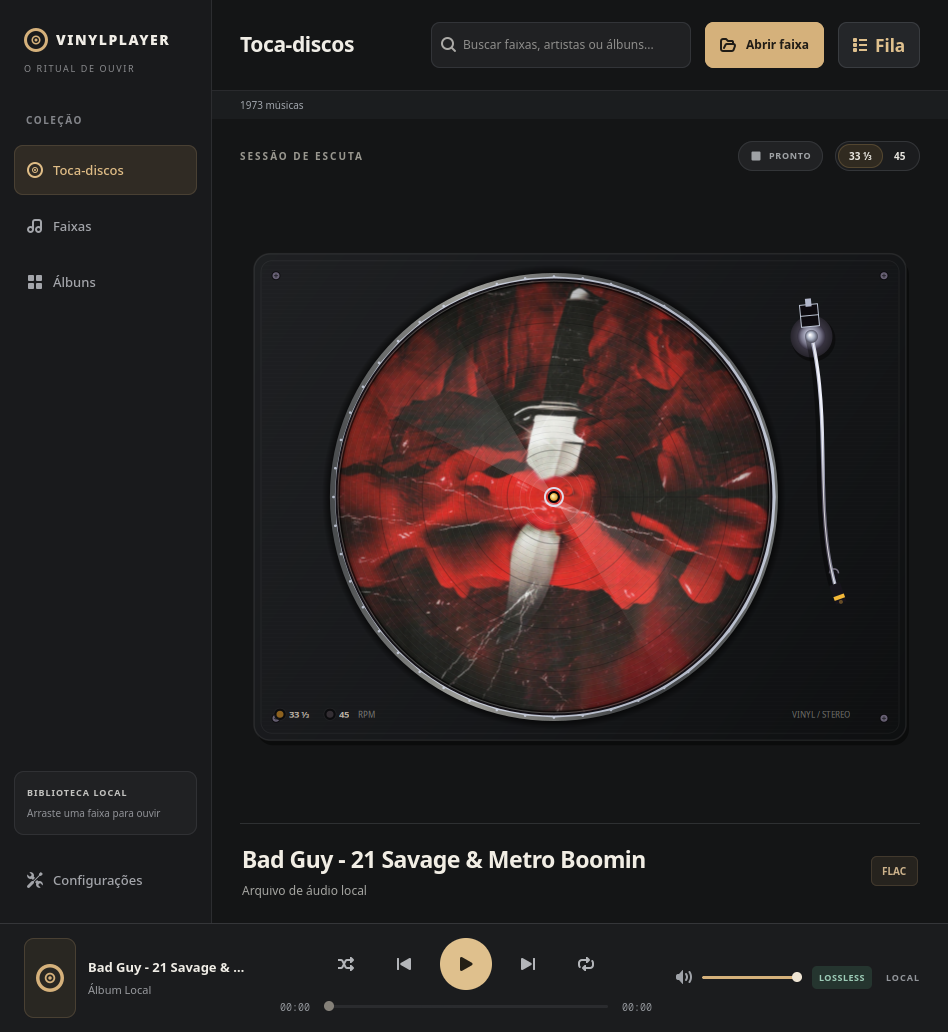 VINYLPLAYER
O RITUAL DE OUVIR
COLEÇÃO
Toca-discos
Faixas
Álbuns
BIBLIOTECA LOCAL
Arraste uma faixa para ouvir
Configurações
Toca-discos
Buscar faixas, artistas ou álbuns...
Abrir faixa
Fila
1973 músicas
SESSÃO DE ESCUTA
PRONTO
33 ⅓ 45
33 ⅓ 45 RPM
VINYL / STEREO
Bad Guy - 21 Savage & Metro Boomin
Arquivo de áudio local
FLAC
Bad Guy - 21 Savage & ...
Álbum Local
00:00
00:00
LOSSLESS
LOCAL